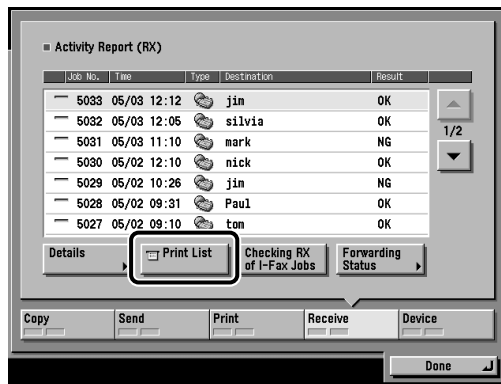 Activity Report (RX)
Job No. Time Type Destination Result
5033 05/03 12:12 jim OK
5032 05/03 12:05 silvia OK
5031 05/03 11:10 mark NG
5030 05/02 12:10 nick OK
5029 05/02 10:26 jim NG
5028 05/02 09:31 Paul OK
5027 05/02 09:10 tom OK
1/2
Details
Print List
Checking RX
of I-Fax Jobs
Forwarding
Status
Copy Send Print Receive Device
Done